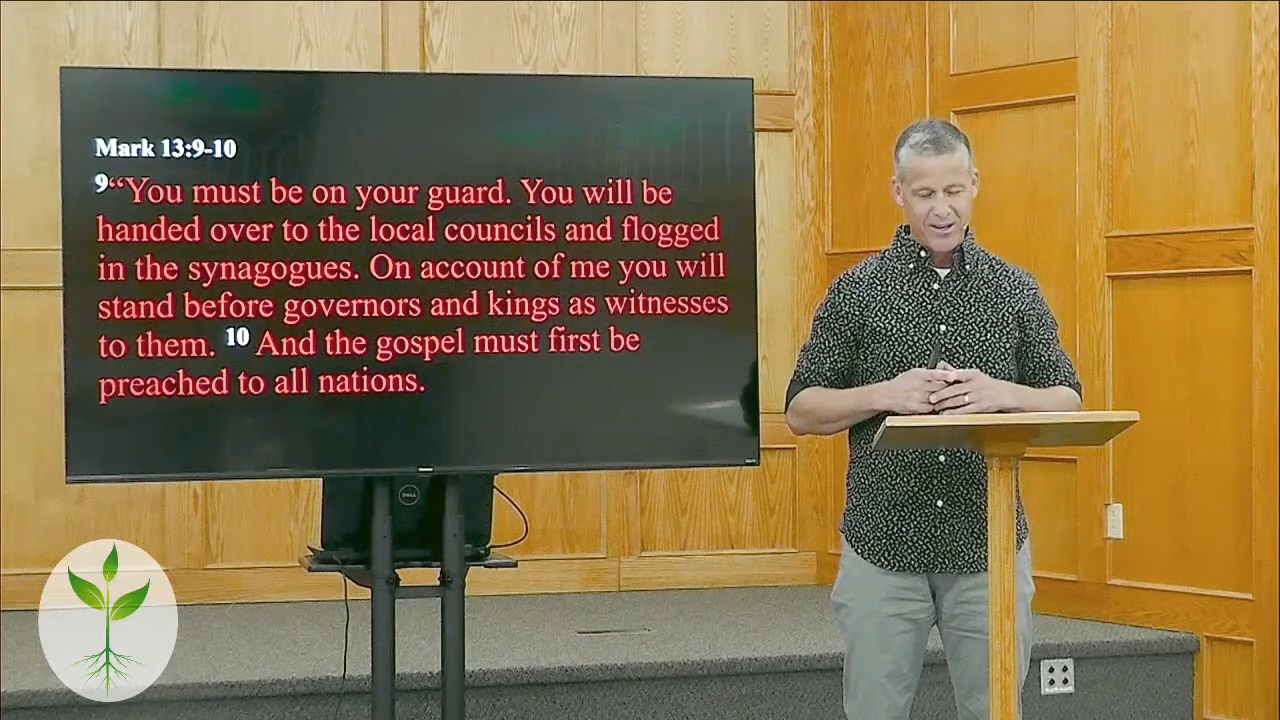 Mark 13:9-10
9“You must be on your guard. You will be
handed over to the local councils and flogged
in the synagogues. On account of me you will
stand before governors and kings as witnesses
to them. 10 And the gospel must first be
preached to all nations.
DELL